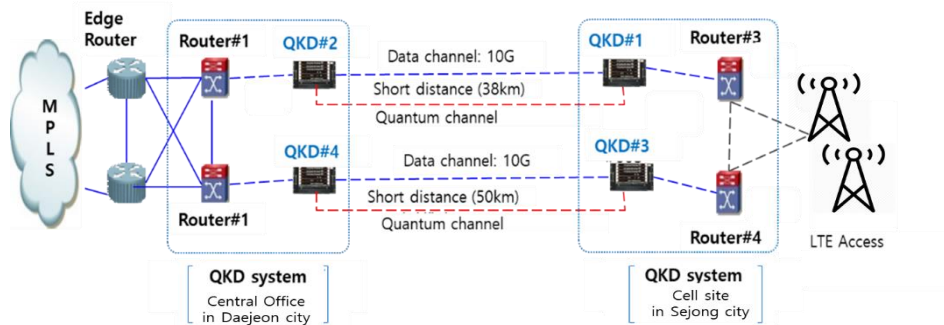 Edge
Router
MPLS
Router#1
QKD#2
Data channel: 10G
Short distance (38km)
Quantum channel
QKD#1
Router#3
QKD#4
Data channel: 10G
Short distance (50km)
Quantum channel
QKD#3
Router#1
Router#4
LTE Access
QKD system
Central Office
in Daejeon city
QKD system
Cell site
in Sejong city